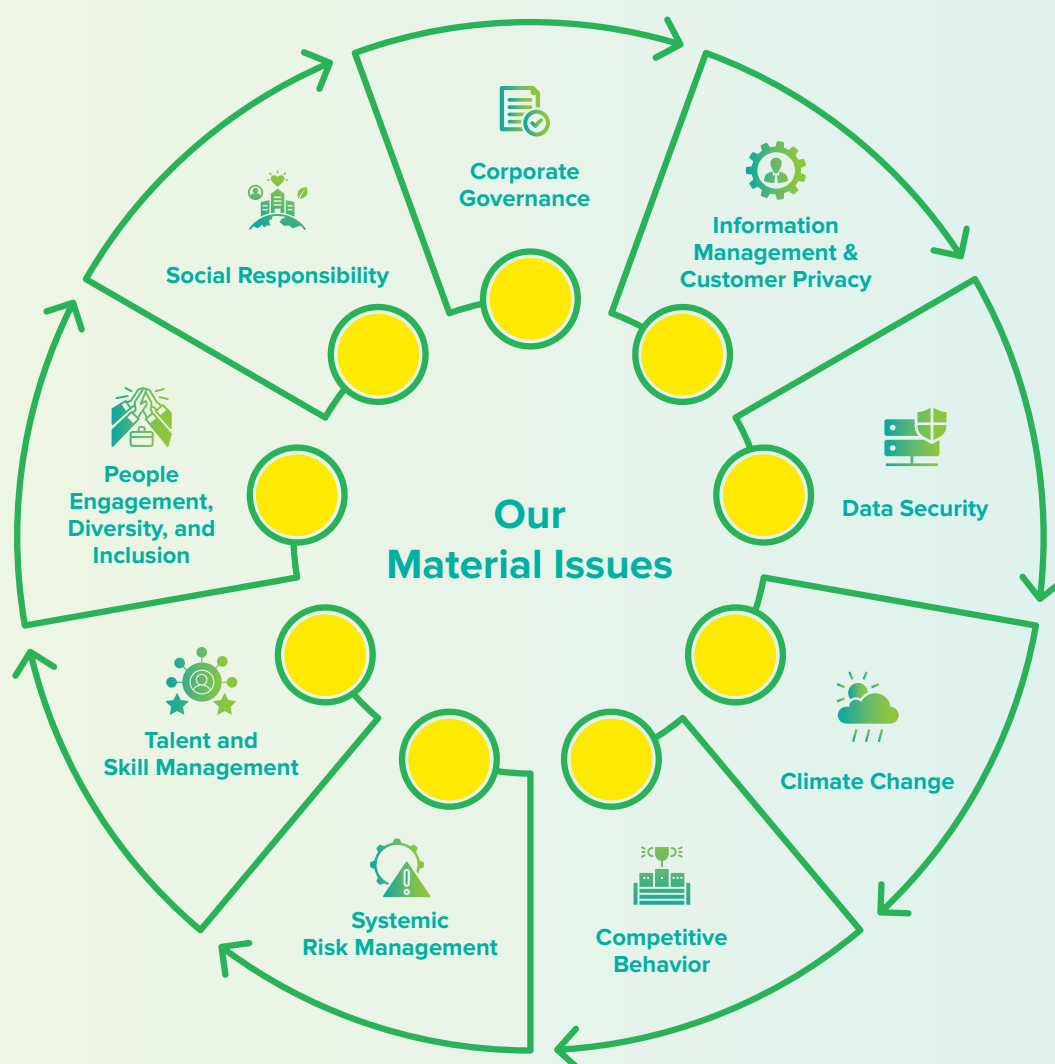 Our
Material Issues
Corporate
Governance
Information
Management &
Customer Privacy
Data Security
Climate Change
Competitive
Behavior
Systemic
Risk Management
Talent and
Skill Management
People
Engagement,
Diversity, and
Inclusion
Social Responsibility